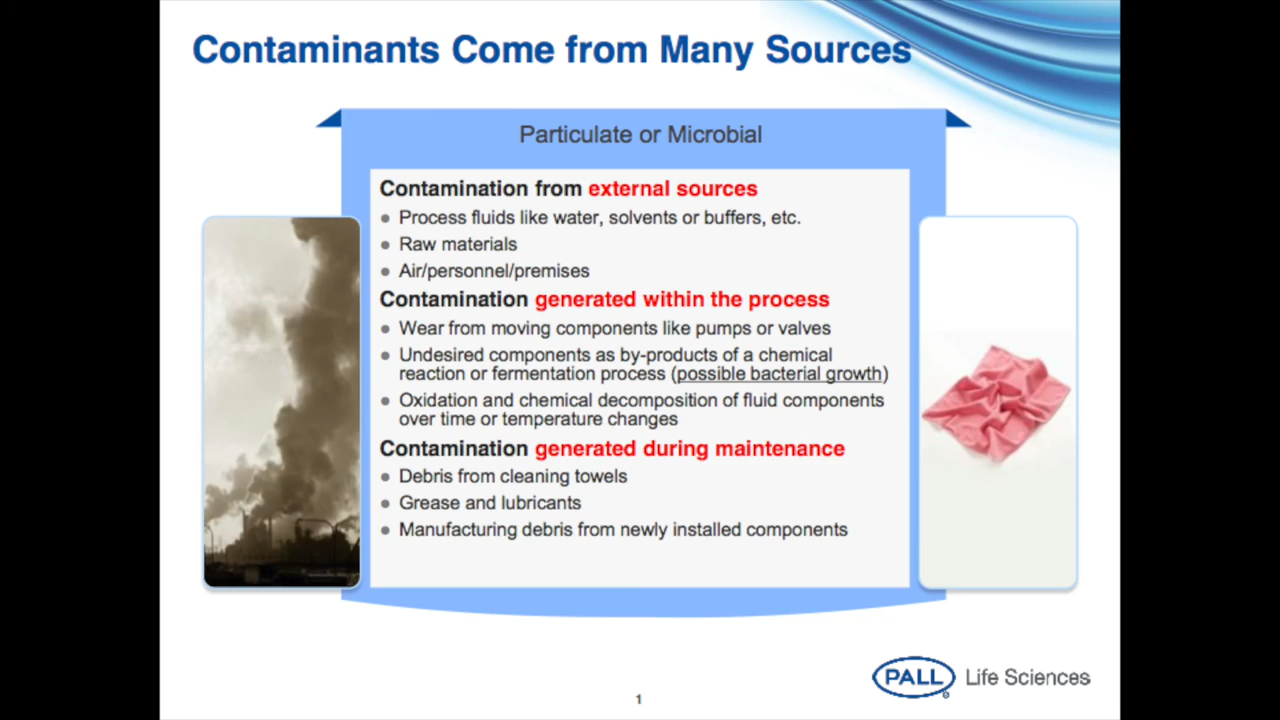 Contaminants Come from Many Sources
Particulate or Microbial
Contamination from external sources
• Process fluids like water, solvents or buffers, etc.
• Raw materials
• Air/personnel/premises
Contamination generated within the process
• Wear from moving components like pumps or valves
• Undesired components as by-products of a chemical
reaction or fermentation process (possible bacterial growth)
• Oxidation and chemical decomposition of fluid components
over time or temperature changes
Contamination generated during maintenance
• Debris from cleaning towels
• Grease and lubricants
• Manufacturing debris from newly installed components
PALL® Life Sciences
1